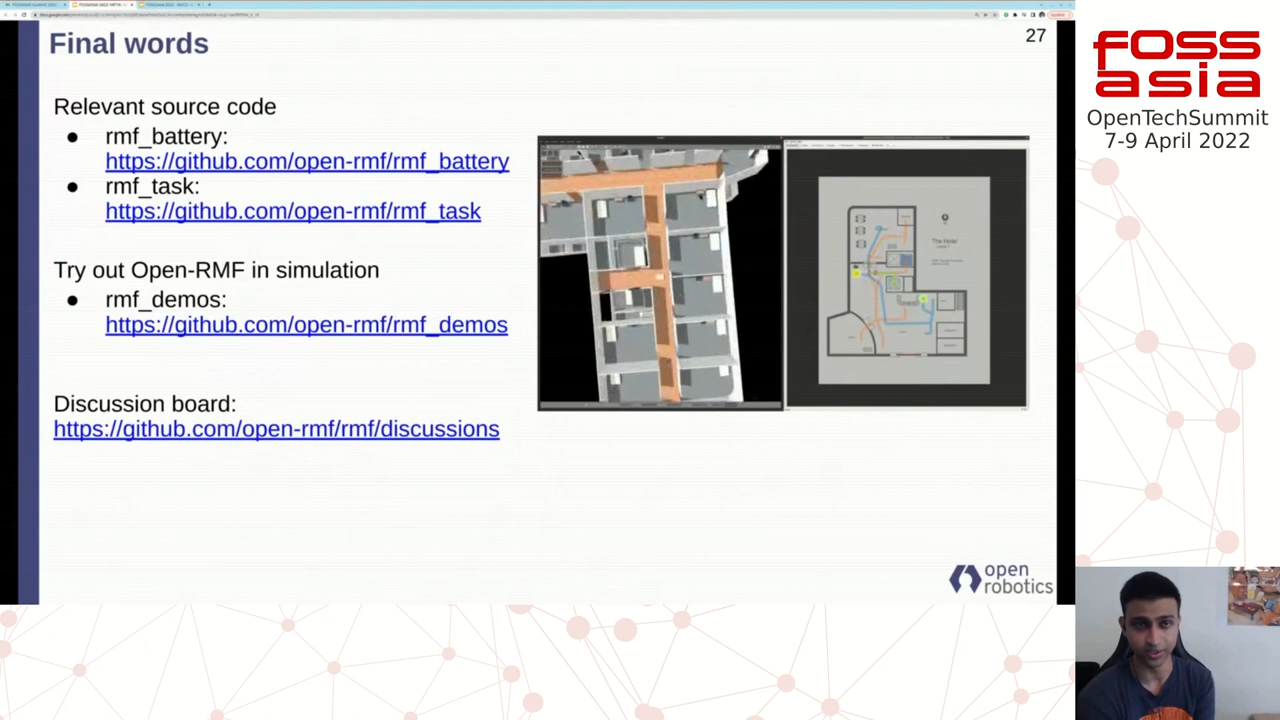 Final words
27
Relevant source code
● rmf_battery:
https://github.com/open-rmf/rmf_battery
● rmf_task:
https://github.com/open-rmf/rmf_task
Try out Open-RMF in simulation
● rmf_demos:
https://github.com/open-rmf/rmf_demos
Discussion board:
https://github.com/open-rmf/rmf/discussions
The Hotel
open
robotics
FOSS
asia
OpenTechSummit
7-9 April 2022